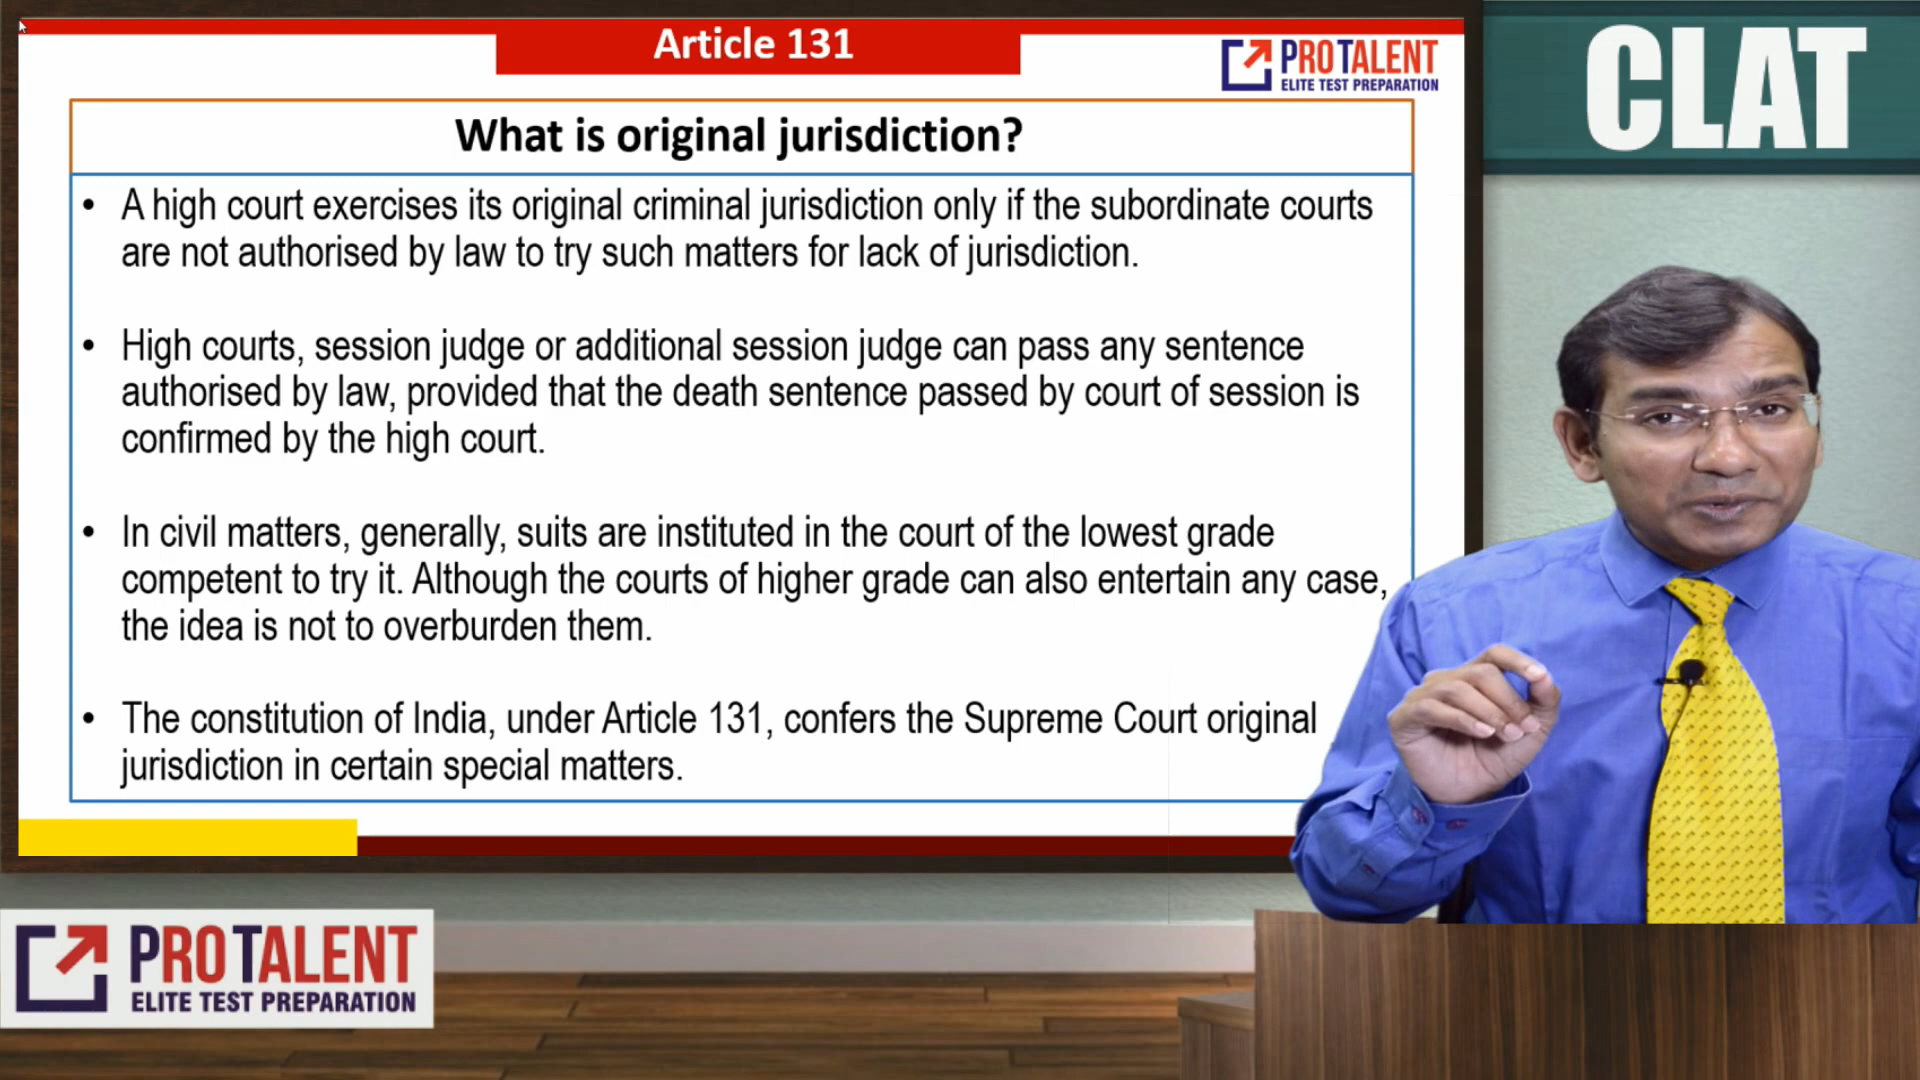 Article 131
PRO TALENT
ELITE TEST PREPARATION
CLAT
What is original jurisdiction?
• A high court exercises its original criminal jurisdiction only if the subordinate courts
are not authorised by law to try such matters for lack of jurisdiction.
• High courts, session judge or additional session judge can pass any sentence
authorised by law, provided that the death sentence passed by court of session is
confirmed by the high court.
• In civil matters, generally, suits are instituted in the court of the lowest grade
competent to try it. Although the courts of higher grade can also entertain any case,
the idea is not to overburden them.
• The constitution of India, under Article 131, confers the Supreme Court original
jurisdiction in certain special matters.
PRO TALENT
ELITE TEST PREPARATION